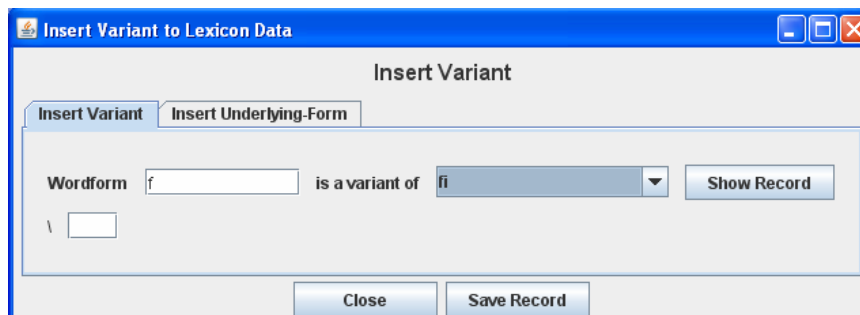 Insert Variant to Lexicon Data
Insert Variant
Insert Variant Insert Underlying-Form
Wordform f is a variant of fi Show Record
\
Close Save Record